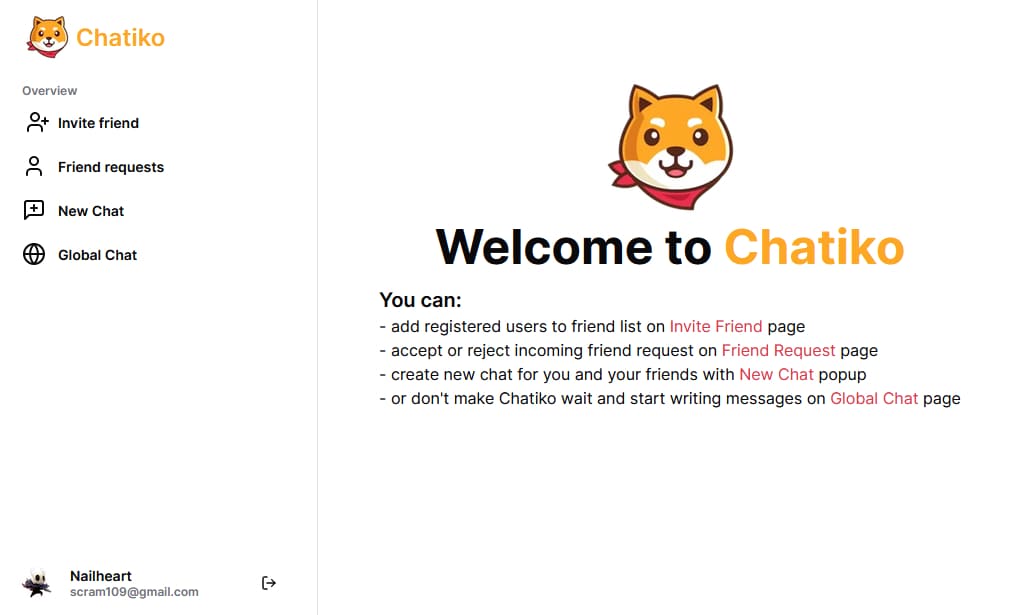 Chatiko
Overview
Invite friend
Friend requests
New Chat
Global Chat
Nailheart
scram109@gmail.com
Welcome to Chatiko
You can:
- add registered users to friend list on Invite Friend page
- accept or reject incoming friend request on Friend Request page
- create new chat for you and your friends with New Chat popup
- or don't make Chatiko wait and start writing messages on Global Chat page